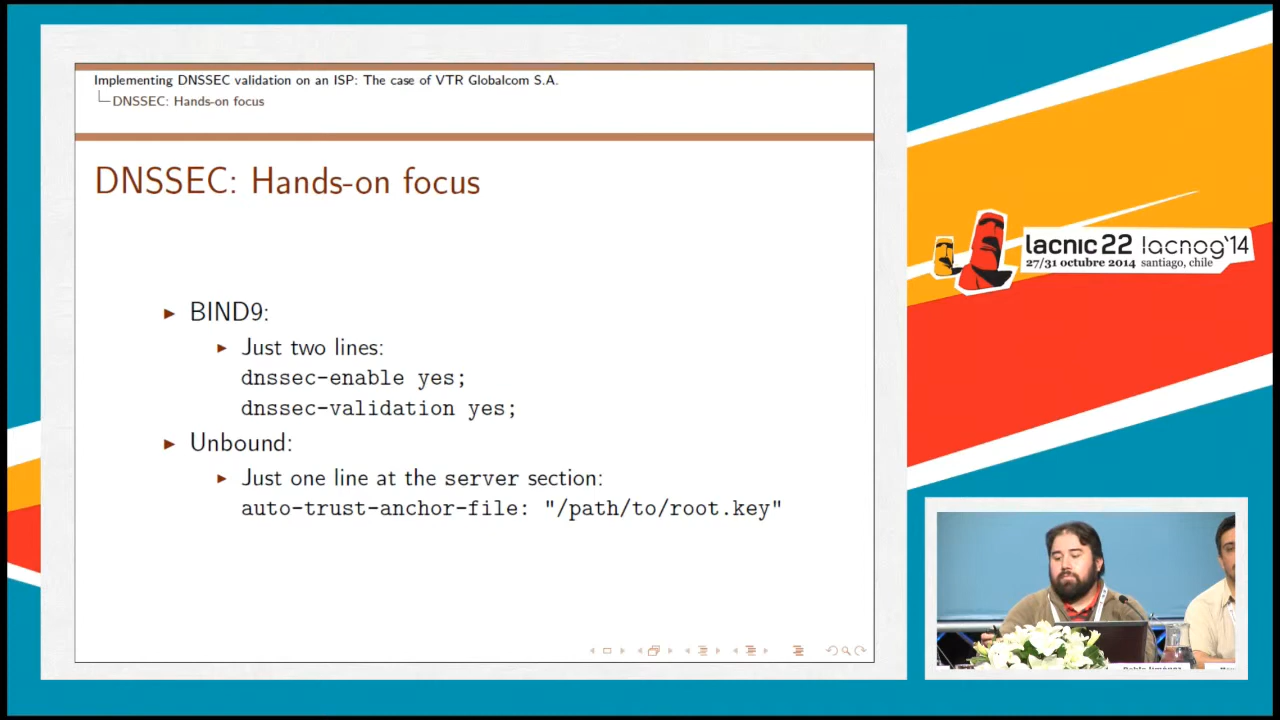 Implementing DNSSEC validation on an ISP: The case of VTR Globalcom S.A.
DNSSEC: Hands-on focus
DNSSEC: Hands-on focus
BIND9:
Just two lines:
dnssec-enable yes;
dnssec-validation yes;
Unbound:
Just one line at the server section:
auto-trust-anchor-file: "/path/to/root.key"
lacnic 22 lacnog'14
27/31 octubre 2014 santiago, chile
Pablo Jiménez